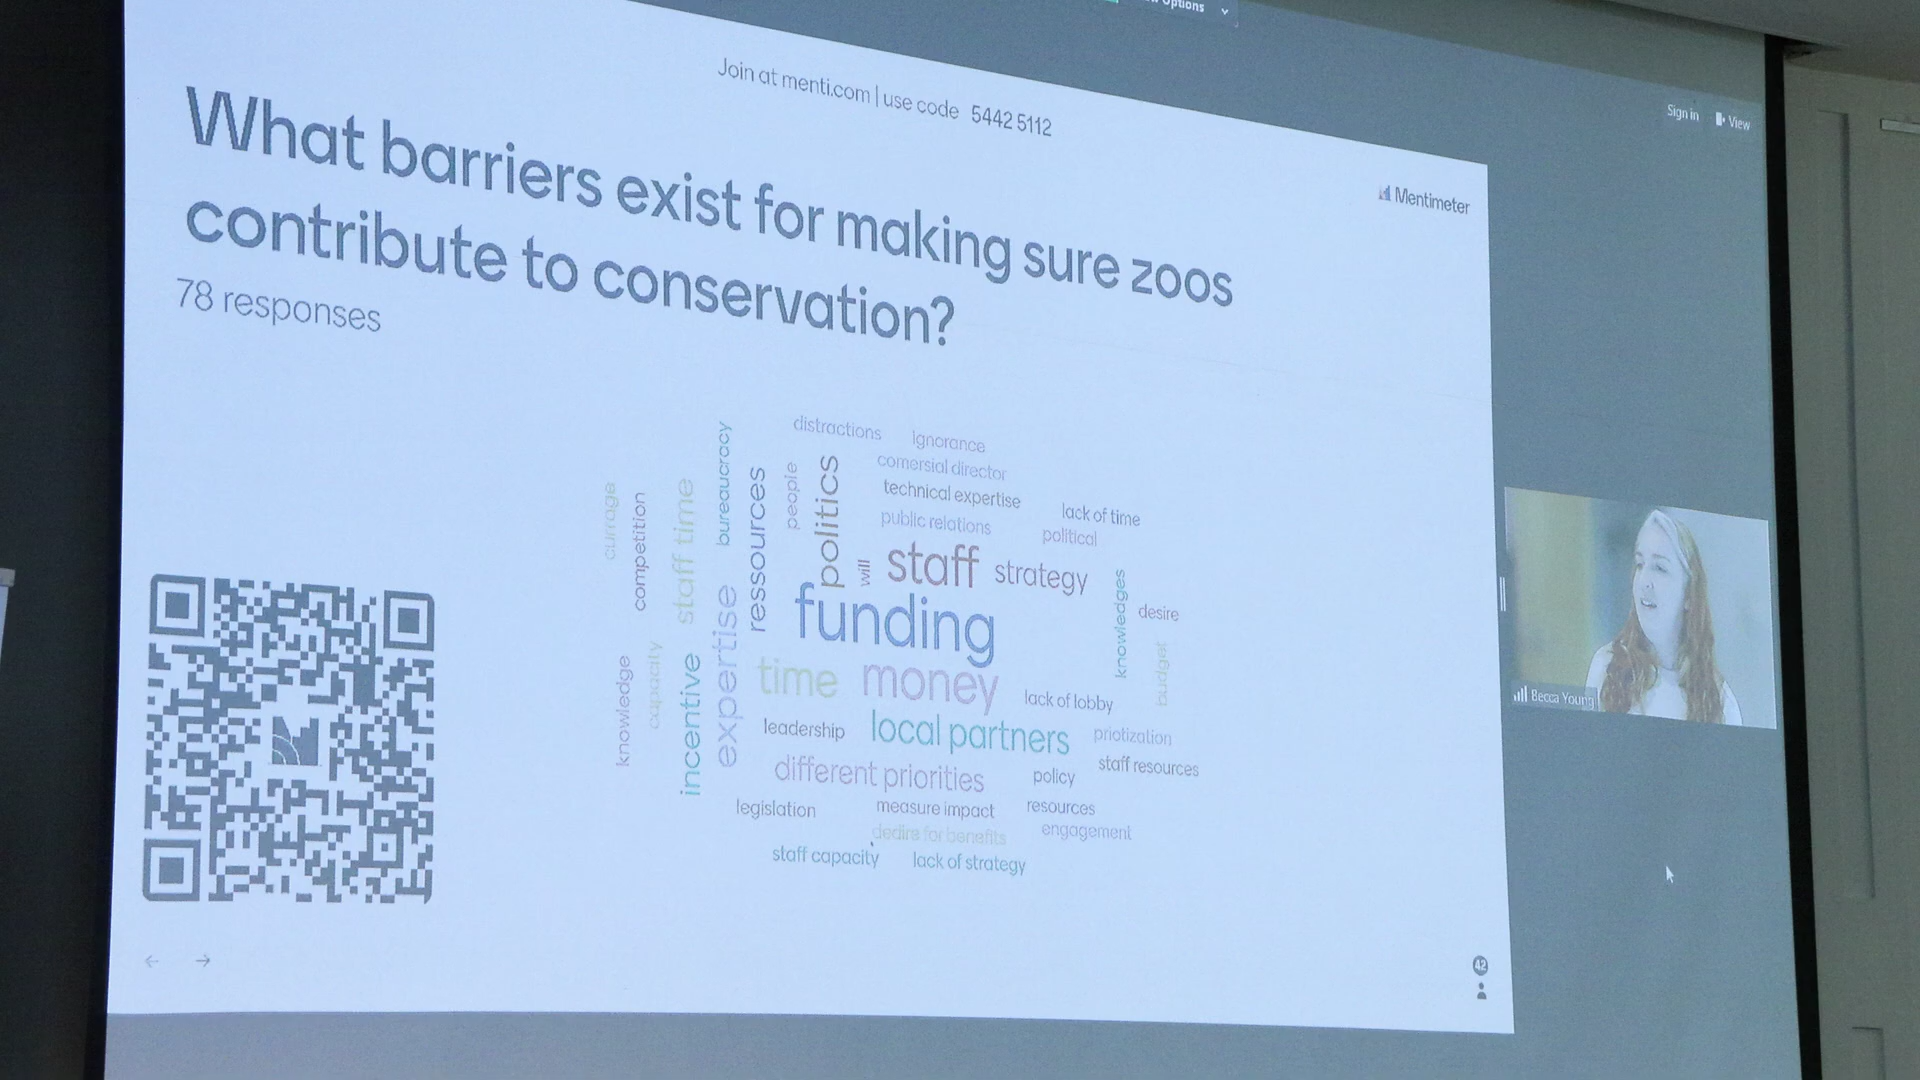 Options
Join at menti.com | use code 5442 5112
Sign in View
Mentimeter
What barriers exist for making sure zoos
contribute to conservation?
78 responses
distractions
Ignorance
comersial director
technical expertise
lack of time
public relations
political
currage
competition
staff time
bureaucracy
ressources
people
politics
will
staff
strategy
funding
knowledges
desire
budget
knowledge
capacity
incentive
expertise
time
money
lack of lobby
leadership
local partners
priotization
different priorities
policy
staff resources
legislation
measure impact
resources
dedire for benefits
engagement
staff capacity
lack of strategy
Becca Young
42